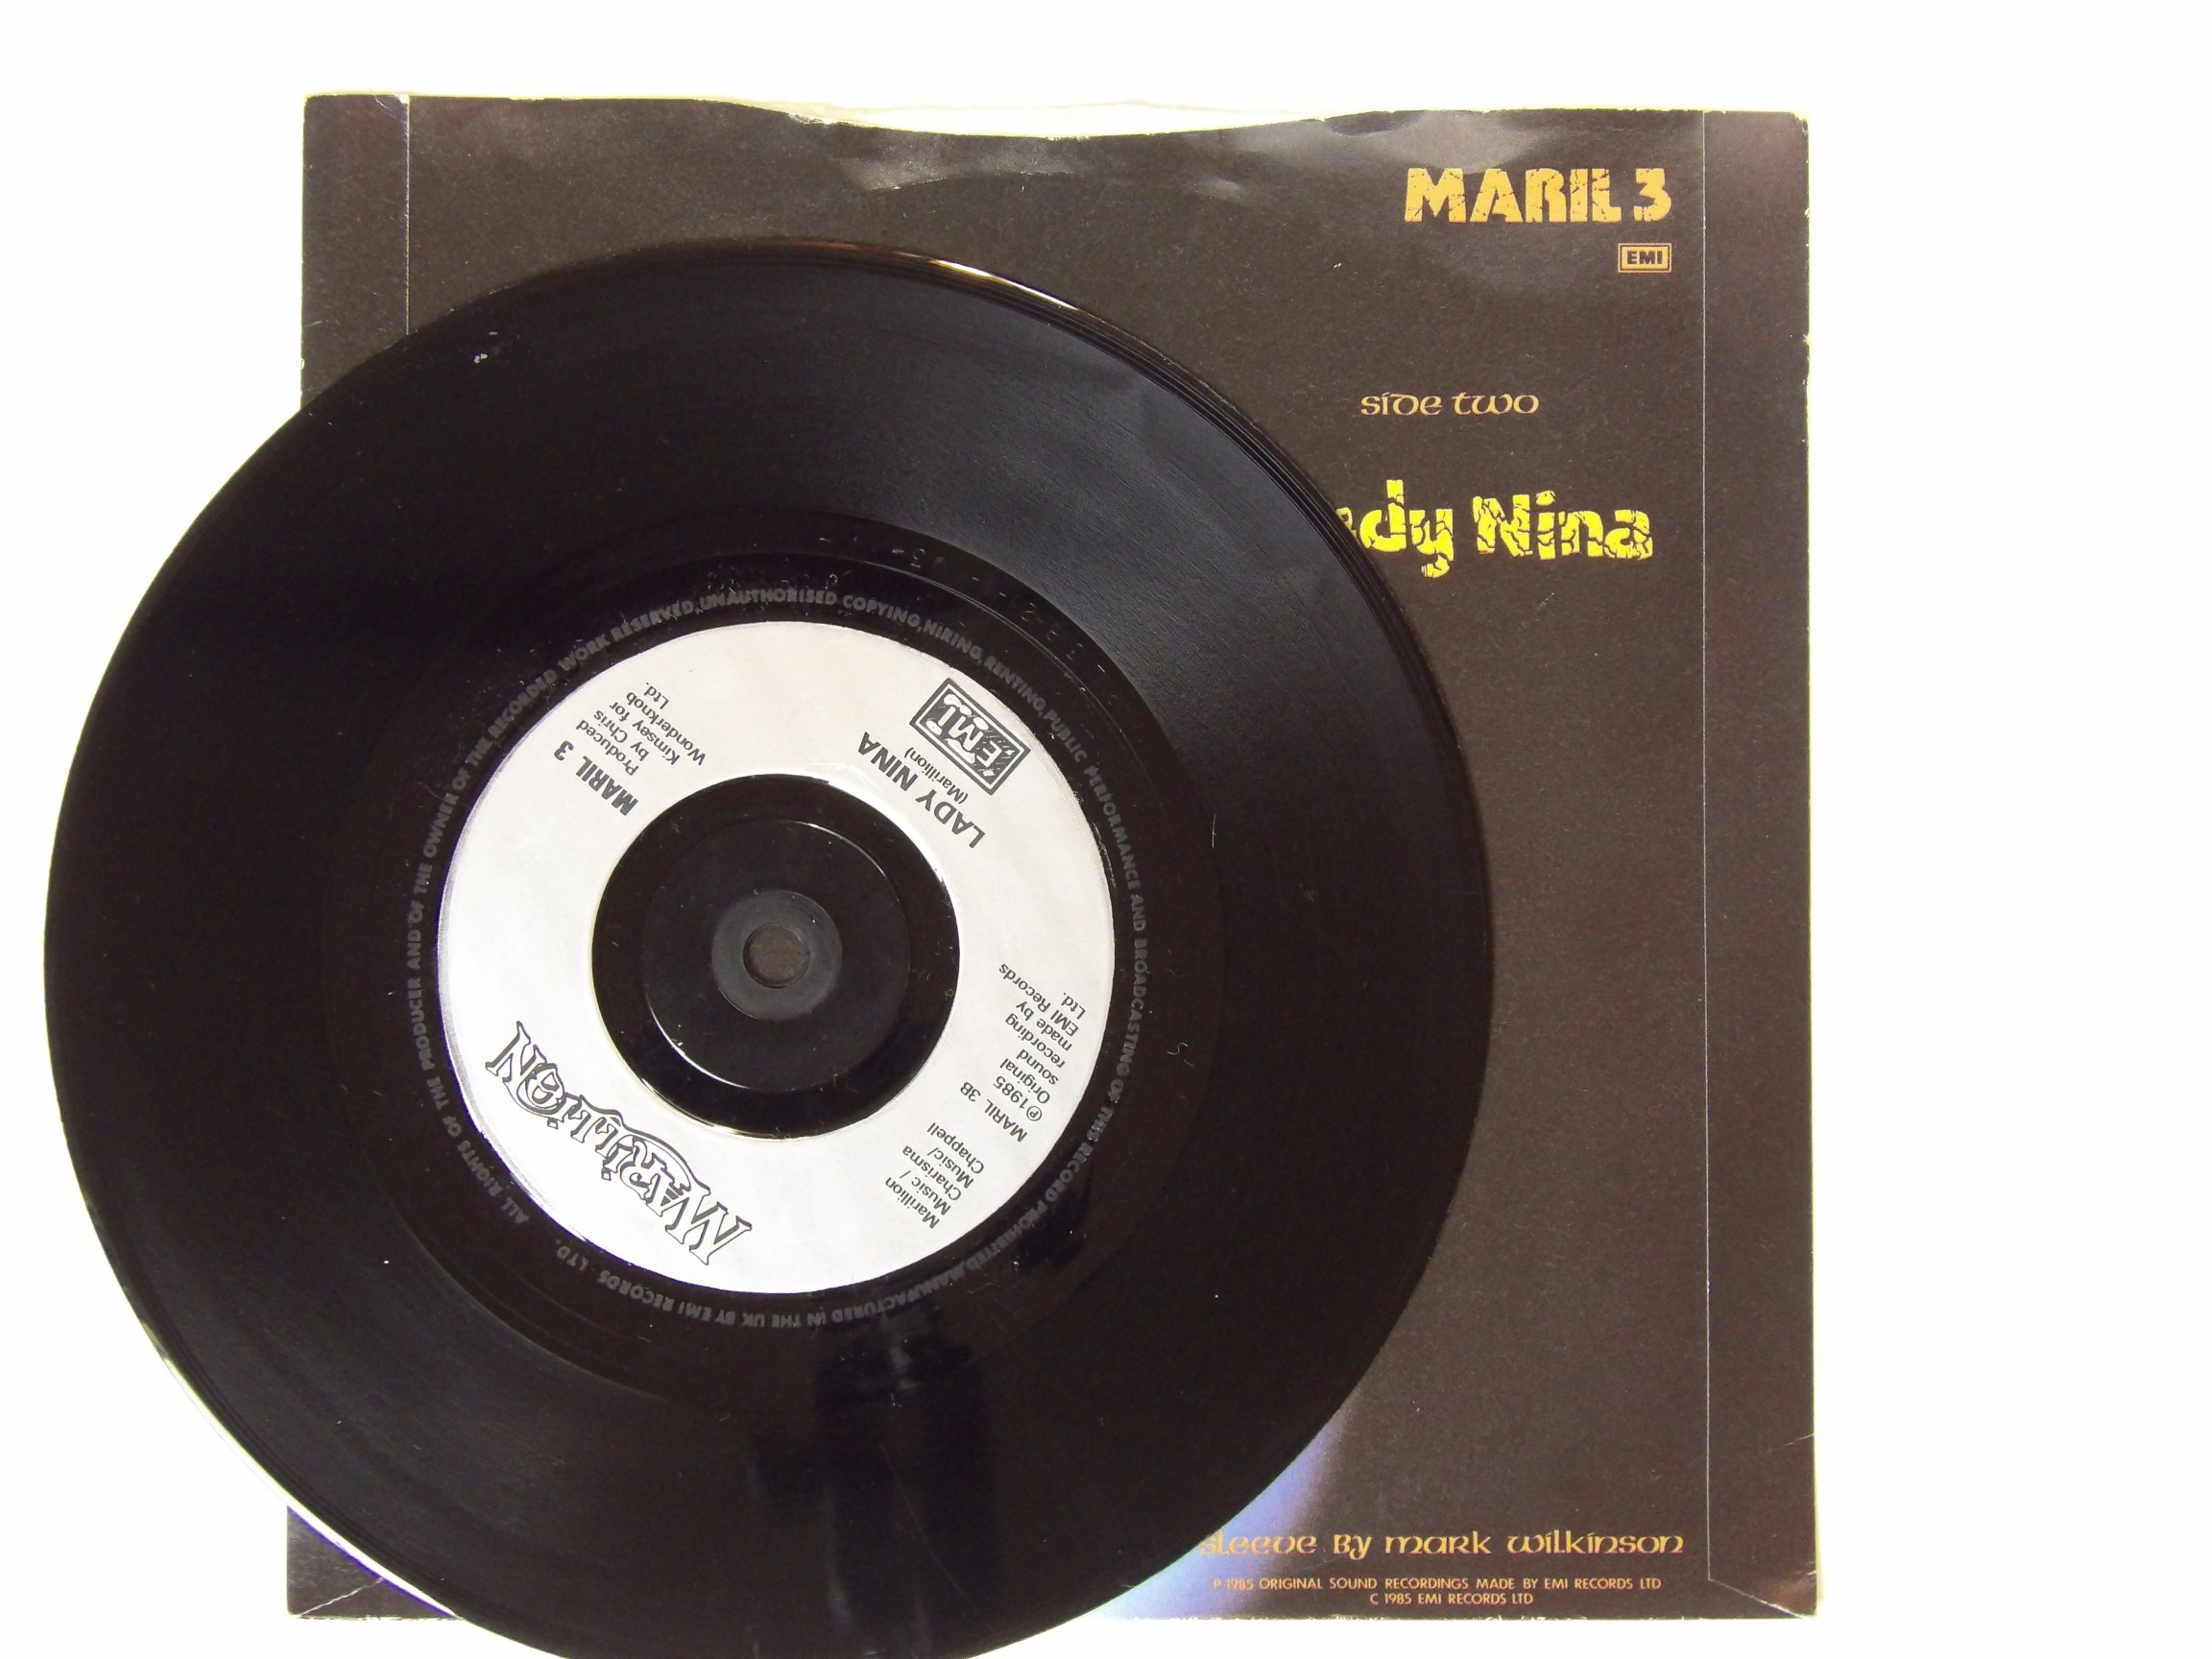 MARIL 3
EMI
side two
dy Nina
sleeve by mark wilkinson
P 1985 ORIGINAL SOUND RECORDINGS MADE BY EMI RECORDS LTD
C 1985 EMI RECORDS LTD
MARILLION
Marillion
Music /
Charisma
Music/
Chappell
MARIL 3B
℗1985
Original
sound
recording
made by
EMI Records
Ltd.
LADY NINA
(Marillion)
EMI
MARIL 3
Produced
by Chris
Kimsey for
Wonderknob
Ltd.
ALL RIGHTS OF THE PRODUCER AND OF THE OWNER OF THE RECORDED WORK RESERVED. UNAUTHORISED COPYING, HIRING, RENTING, PUBLIC PERFORMANCE AND BROADCASTING OF THIS RECORD PROHIBITED. MANUFACTURED IN THE UK BY EMI RECORDS LTD.